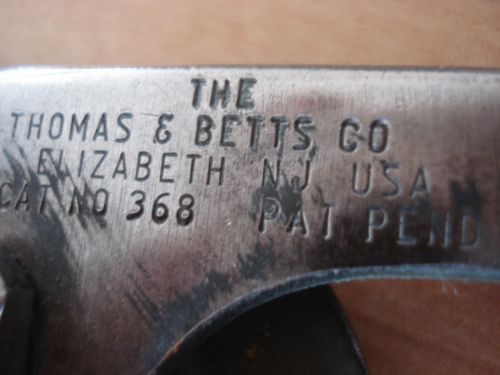 THE
THOMAS & BETTS CO
ELIZABETH NJ USA
CAT NO 368 PAT PEND